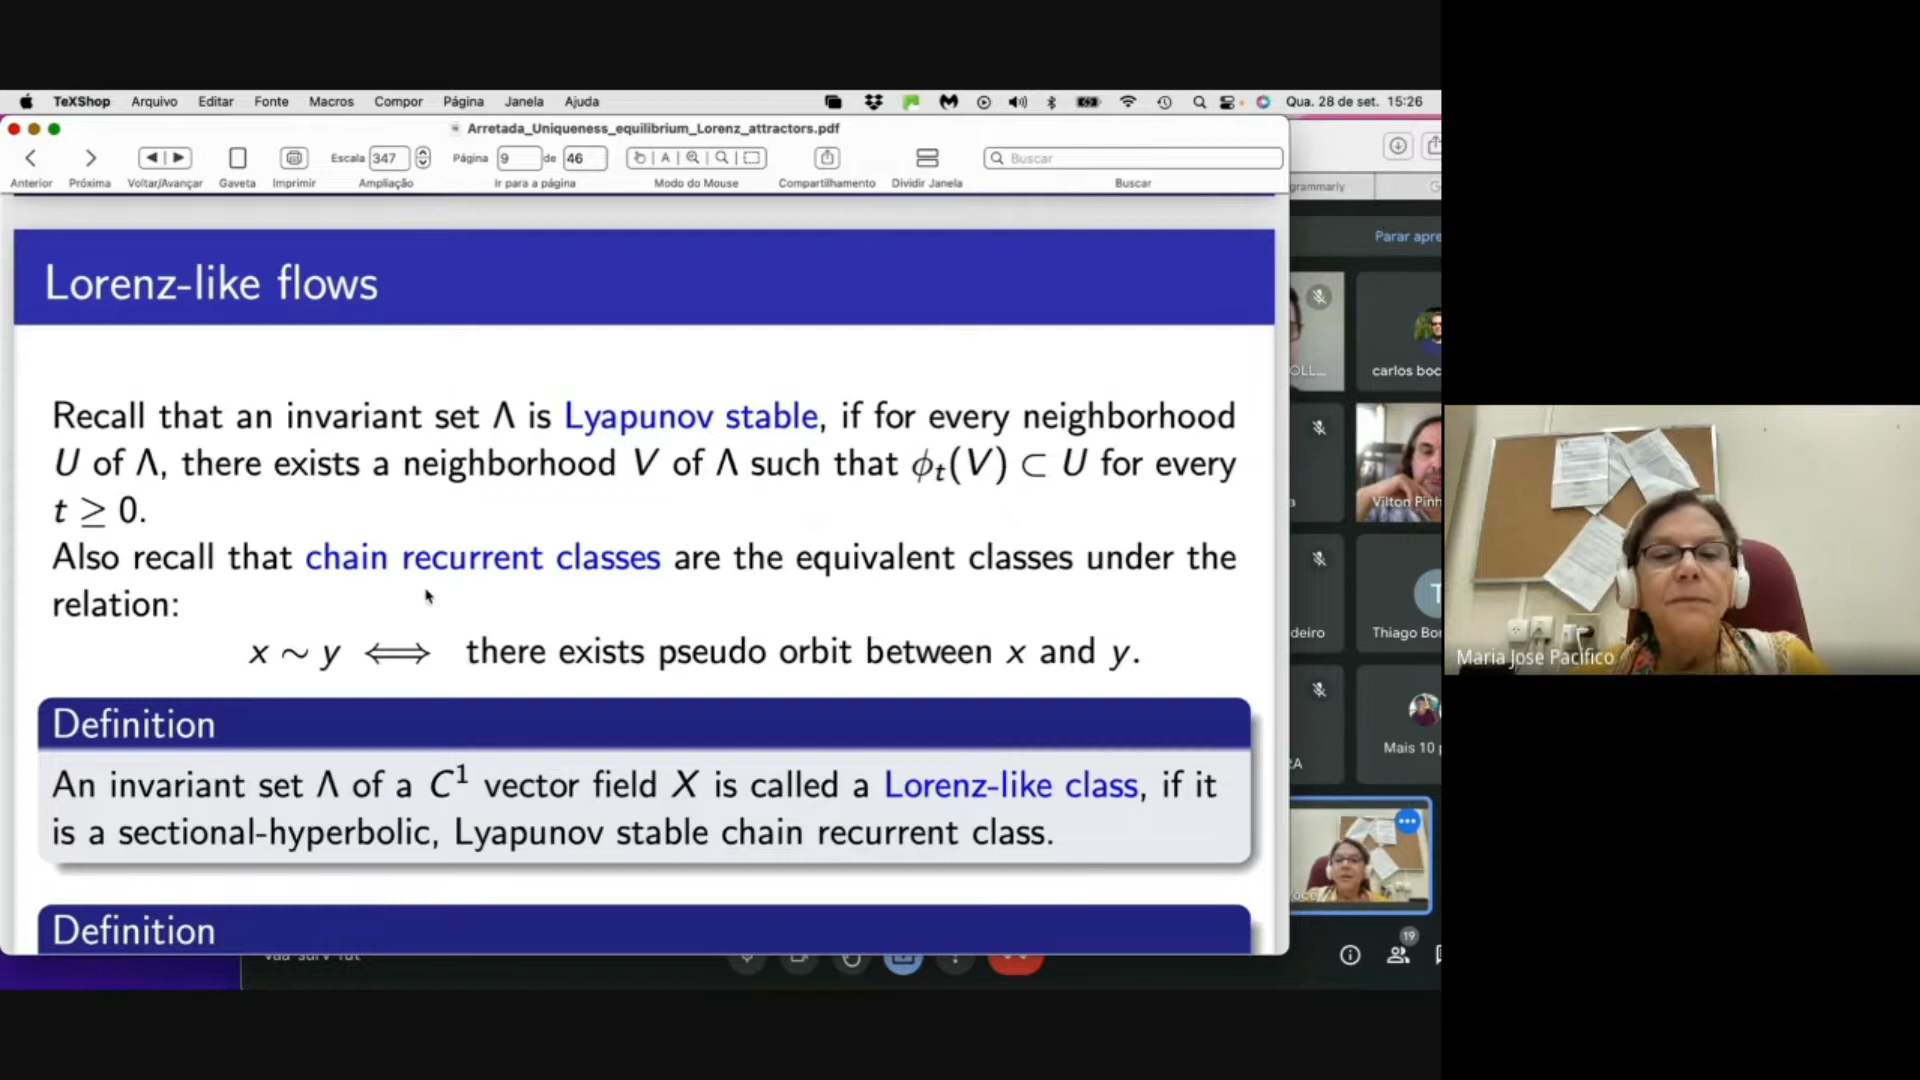 TeXShop Arquivo Editar Fonte Macros Compor Página Janela Ajuda
Qua. 28 de set. 15:26
Arretada_Uniqueness_equilibrium_Lorenz_attractors.pdf
Escala 347 Página 9 de 46 A Buscar
Anterior Próxima Voltar/Avançar Gaveta Imprimir Ampliação Ir para a página Modo do Mouse Compartilhamento Dividir Janela Buscar
grammarly
Parar apre
Lorenz-like flows
Recall that an invariant set Λ is Lyapunov stable, if for every neighborhood
U of Λ, there exists a neighborhood V of Λ such that ϕₜ(V) ⊂ U for every
t ≥ 0.
Also recall that chain recurrent classes are the equivalent classes under the
relation:
x ∼ y ⟺ there exists pseudo orbit between x and y.
Definition
An invariant set Λ of a C¹ vector field X is called a Lorenz-like class, if it
is a sectional-hyperbolic, Lyapunov stable chain recurrent class.
Definition
OLL...
carlos boc
Vilton Pinh
deiro
T
Thiago Bor
RA
Mais 10 p
19
Maria Jose Pacifico